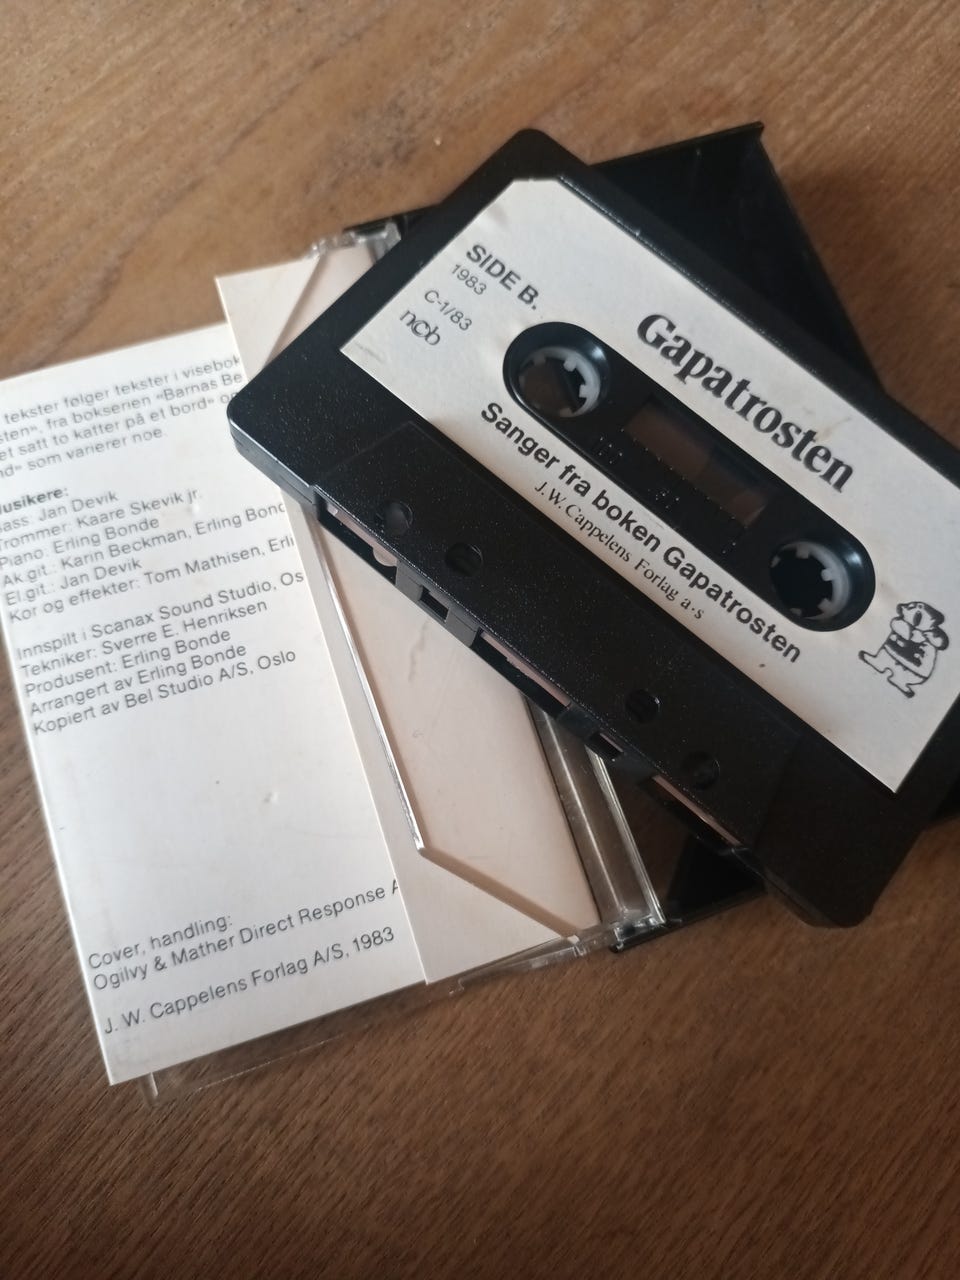 tekster følger tekster i visebok
sten», fra bokserien «Barnas Be
et satt to katter på et bord» og
nd» som varierer noe.
Musikere:
Bass: Jan Devik
Trommer: Kaare Skevik jr.
Piano: Erling Bonde
Ak.git.: Karin Beckman, Erling Bond
El.git.: Jan Devik
Kor og effekter: Tom Mathisen, Erli
Innspilt i Scanax Sound Studio, Os
Tekniker: Sverre E. Henriksen
Produsent: Erling Bonde
Arrangert av Erling Bonde
Kopiert av Bel Studio A/S, Oslo
Cover, handling:
Ogilvy & Mather Direct Response A
J. W. Cappelens Forlag A/S, 1983
SIDE B.
1983
C-1/83
ncb
Gapatrosten
Sanger fra boken Gapatrosten
J.W. Cappelens Forlag a·s